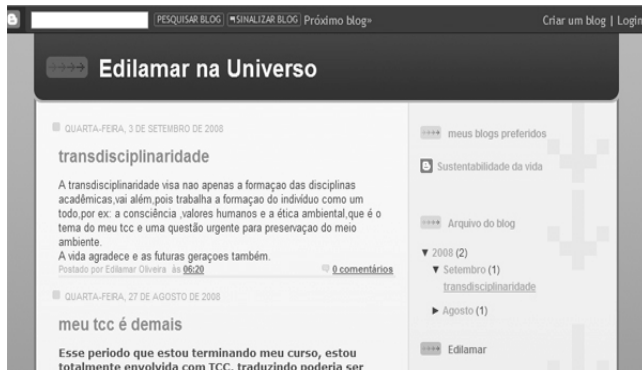 PESQUISAR BLOG SINALIZAR BLOG Próximo blog» Criar um blog | Login
Edilamar na Universo
QUARTA-FEIRA, 3 DE SETEMBRO DE 2008
transdisciplinaridade
A transdisciplinaridade visa nao apenas a formaçao das disciplinas
acadêmicas,vai além,pois trabalha a formaçao do indivíduo como um
todo,por ex: a consciência ,valores humanos e a ética ambiental,que é o
tema do meu tcc e uma questão urgente para preservaçao do meio
ambiente.
A vida agradece e as futuras geraçoes também.
Postado por Edilamar Oliveira às 06:20 0 comentários
QUARTA-FEIRA, 27 DE AGOSTO DE 2008
meu tcc é demais
Esse periodo que estou terminando meu curso, estou
totalmente envolvida com TCC, traduzindo poderia ser
meus blogs preferidos
Sustentabilidade da vida
Arquivo do blog
▼ 2008 (2)
▼ Setembro (1)
transdisciplinaridade
► Agosto (1)
Edilamar